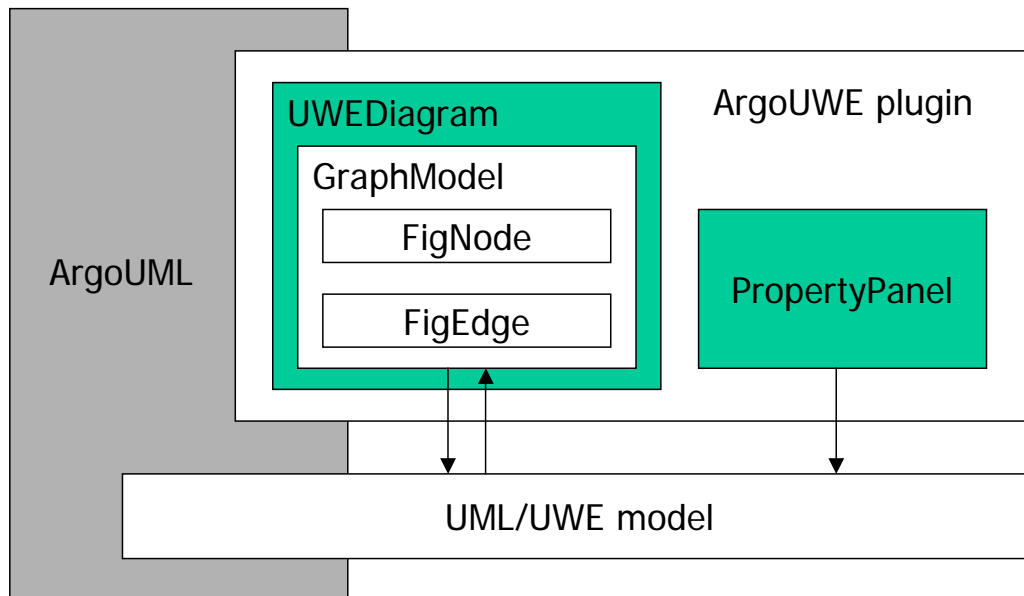 ArgoUML
ArgoUWE plugin
UWEDiagram
GraphModel
FigNode
FigEdge
PropertyPanel
UML/UWE model